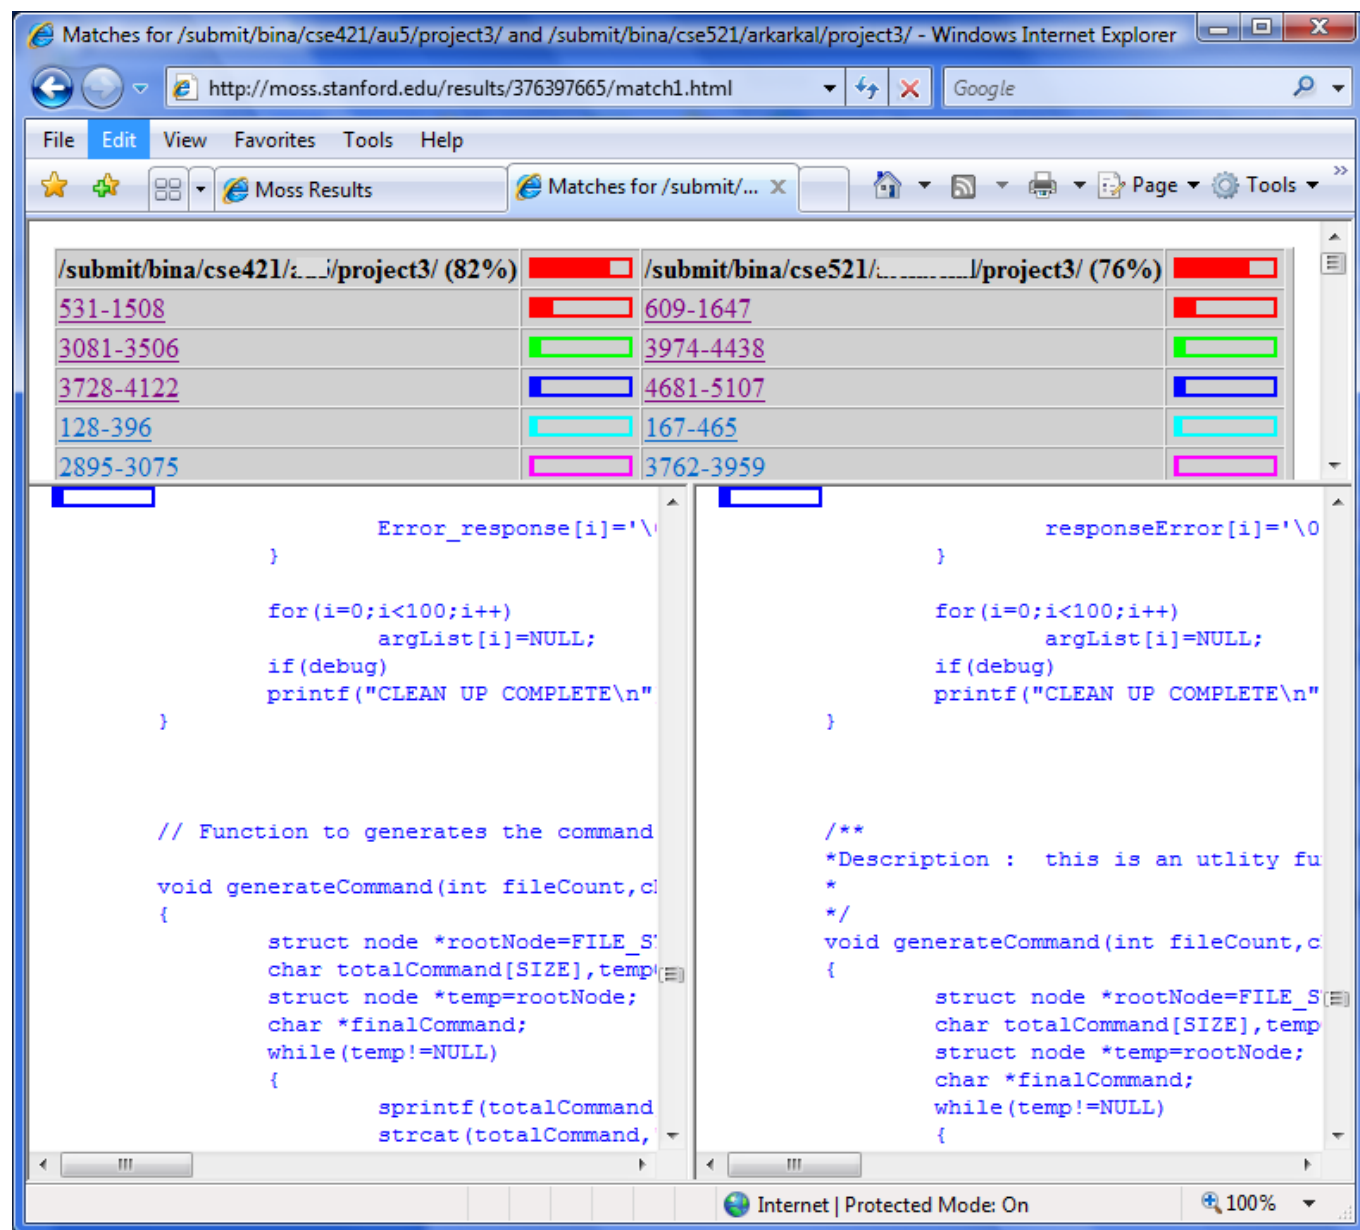 Matches for /submit/bina/cse421/au5/project3/ and /submit/bina/cse521/arkarkal/project3/ - Windows Internet Explorer
http://moss.stanford.edu/results/376397665/match1.html
Google
File Edit View Favorites Tools Help
Moss Results
Matches for /submit/...
Page
Tools
/submit/bina/cse421/ /project3/ (82%) /submit/bina/cse521/ /project3/ (76%)
531-1508 609-1647
3081-3506 3974-4438
3728-4122 4681-5107
128-396 167-465
2895-3075 3762-3959
Error_response[i]='\
}
for(i=0;i<100;i++)
argList[i]=NULL;
if(debug)
printf("CLEAN UP COMPLETE\n"
}
// Function to generates the command
void generateCommand(int fileCount,c
{
struct node *rootNode=FILE_S
char totalCommand[SIZE],temp
struct node *temp=rootNode;
char *finalCommand;
while(temp!=NULL)
{
sprintf(totalCommand
strcat(totalCommand,
responseError[i]='\0
}
for(i=0;i<100;i++)
argList[i]=NULL;
if(debug)
printf("CLEAN UP COMPLETE\n"
}
/**
*Description : this is an utlity fu
*
*/
void generateCommand(int fileCount,c
{
struct node *rootNode=FILE_S
char totalCommand[SIZE],temp
struct node *temp=rootNode;
char *finalCommand;
while(temp!=NULL)
{
Internet | Protected Mode: On
100%